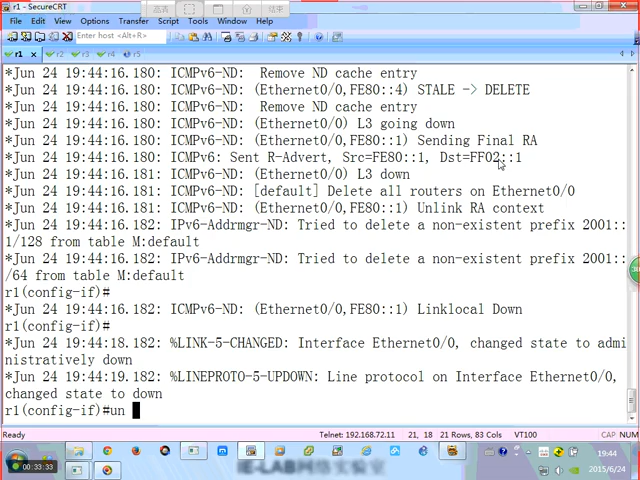 r1 - SecureCRT
高清
File Edit View Options Transfer Script Tools Window Help
Enter host <Alt+R>
r1 × r2 r3 r4 r5
*Jun 24 19:44:16.180: ICMPv6-ND:  Remove ND cache entry
*Jun 24 19:44:16.180: ICMPv6-ND: (Ethernet0/0,FE80::4) STALE -> DELETE
*Jun 24 19:44:16.180: ICMPv6-ND:  Remove ND cache entry
*Jun 24 19:44:16.180: ICMPv6-ND: (Ethernet0/0) L3 going down
*Jun 24 19:44:16.180: ICMPv6-ND: (Ethernet0/0,FE80::1) Sending Final RA
*Jun 24 19:44:16.180: ICMPv6: Sent R-Advert, Src=FE80::1, Dst=FF02::1
*Jun 24 19:44:16.181: ICMPv6-ND: (Ethernet0/0) L3 down
*Jun 24 19:44:16.181: ICMPv6-ND: [default] Delete all routers on Ethernet0/0
*Jun 24 19:44:16.181: ICMPv6-ND: (Ethernet0/0,FE80::1) Unlink RA context
*Jun 24 19:44:16.182: IPv6-Addrmgr-ND: Tried to delete a non-existent prefix 2001::
1/128 from table M:default
*Jun 24 19:44:16.182: IPv6-Addrmgr-ND: Tried to delete a non-existent prefix 2001::
/64 from table M:default
r1(config-if)#
*Jun 24 19:44:16.182: ICMPv6-ND: (Ethernet0/0,FE80::1) Linklocal Down
r1(config-if)#
*Jun 24 19:44:18.182: %LINK-5-CHANGED: Interface Ethernet0/0, changed state to admi
nistratively down
*Jun 24 19:44:19.182: %LINEPROTO-5-UPDOWN: Line protocol on Interface Ethernet0/0,
changed state to down
r1(config-if)#un
Ready Telnet: 192.168.72.11 21, 18 21 Rows, 83 Cols VT100 CAP NUM
19:44
00:33:33 IE-LAB网络实验室 2015/6/24